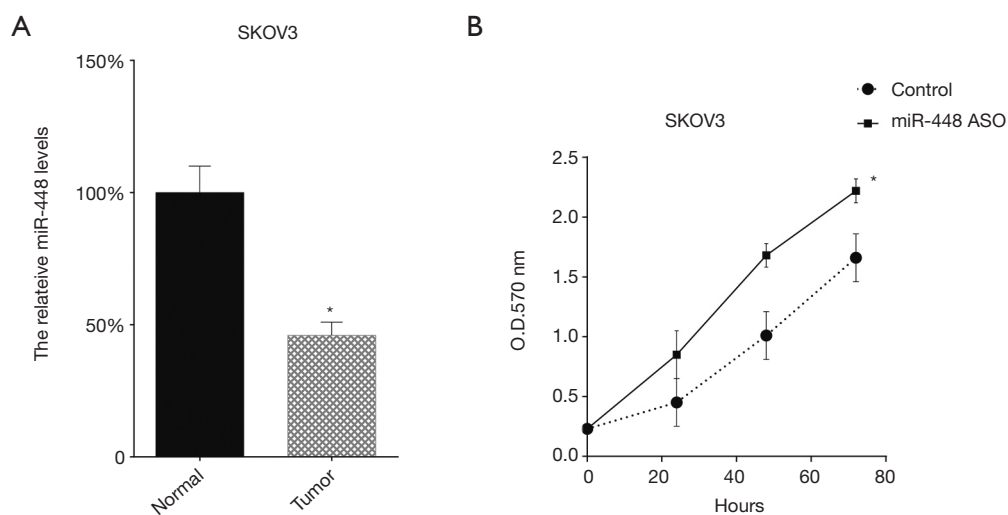 A
SKOV3
150%
100%
50%
0
The relateive miR-448 levels
*
Normal
Tumor
B
Control
miR-448 ASO
SKOV3
2.5
2.0
1.5
1.0
0.5
0.0
O.D.570 nm
*
0
20
40
60
80
Hours